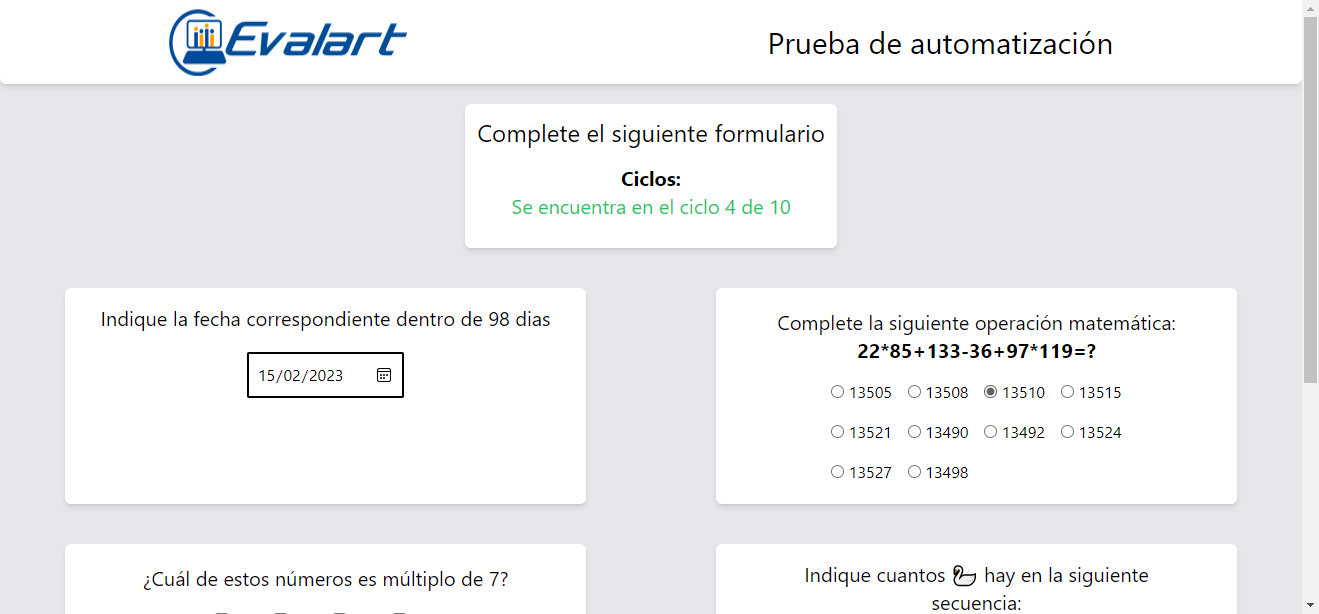 Evalart
Prueba de automatización
Complete el siguiente formulario
Ciclos:
Se encuentra en el ciclo 4 de 10
Indique la fecha correspondiente dentro de 98 dias
15/02/2023
Complete la siguiente operación matemática:
22*85+133-36+97*119=?
13505 13508 13510 13515
13521 13490 13492 13524
13527 13498
¿Cuál de estos números es múltiplo de 7?
Indique cuantos hay en la siguiente
secuencia: